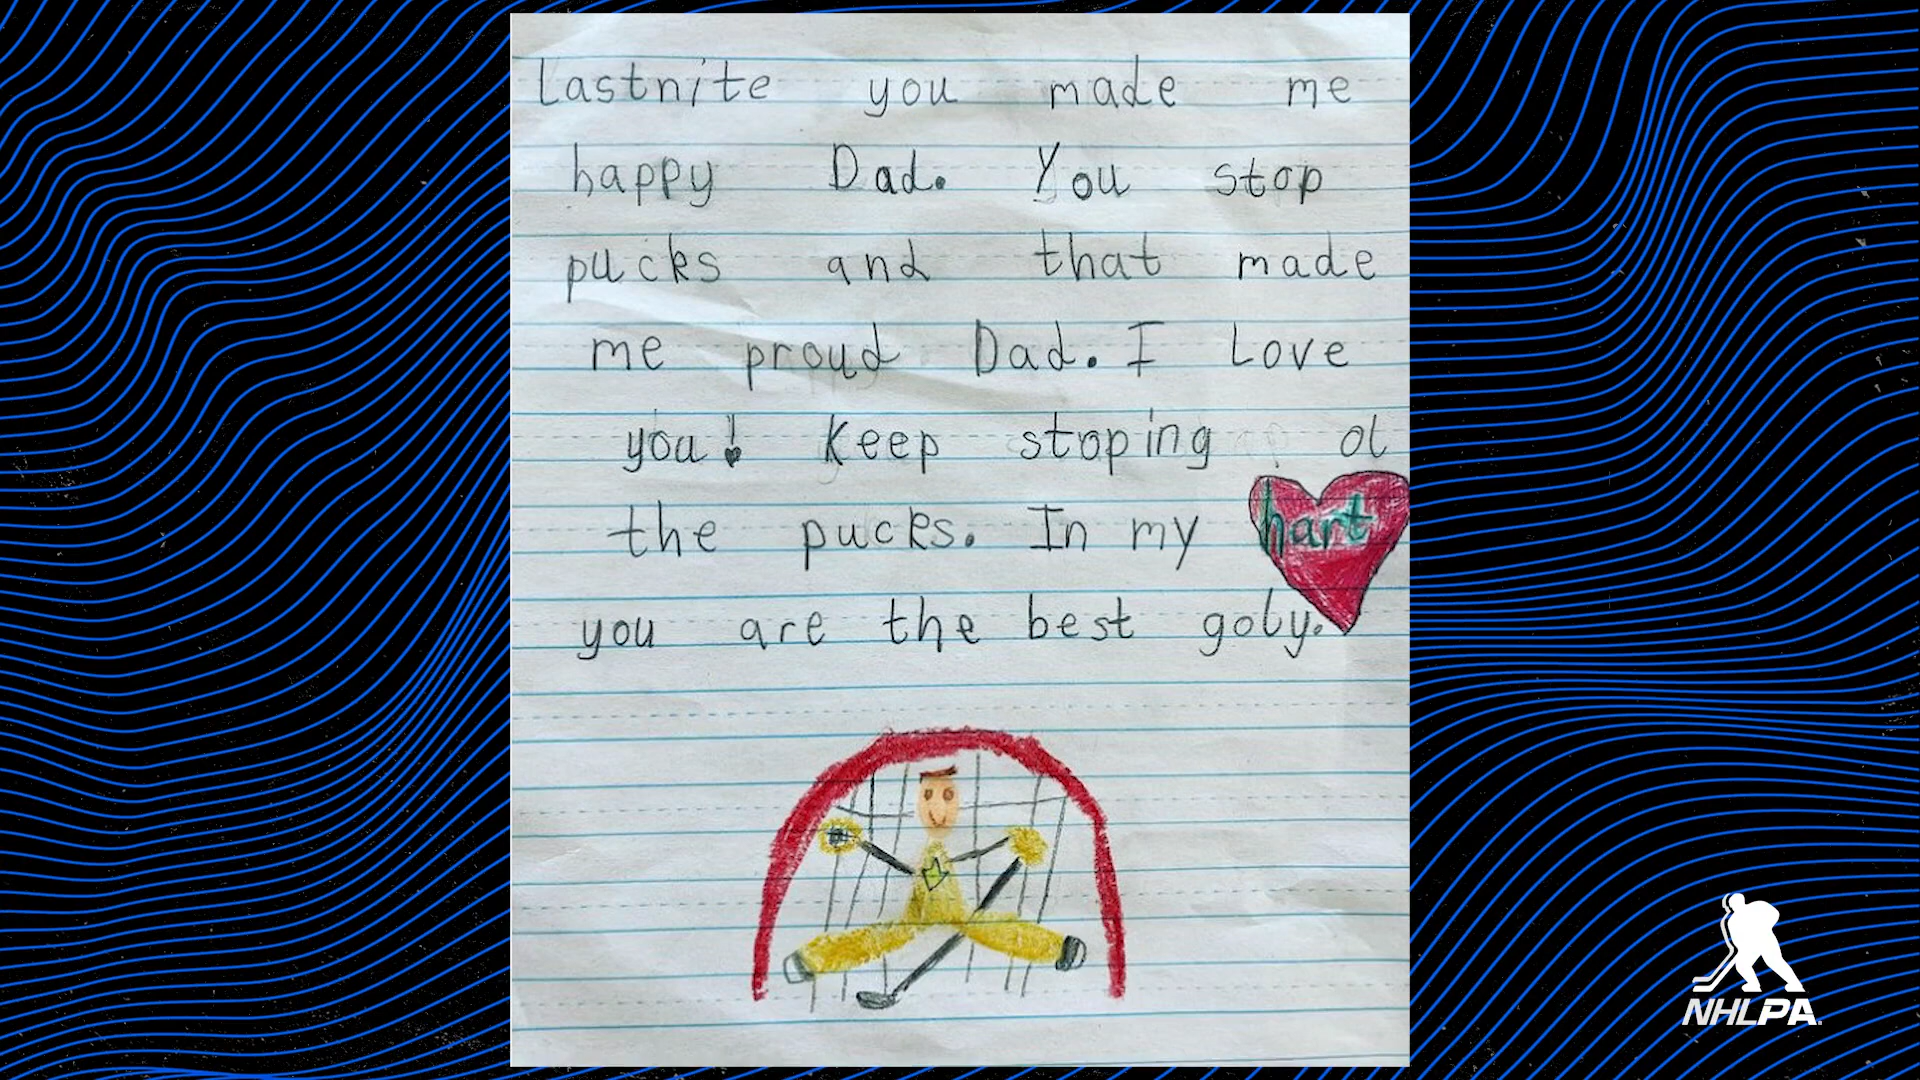 Lastnite you made me
happy Dad. You stop
pucks and that made
me proud Dad. I Love
you! Keep stoping ol
the pucks. In my hart
you are the best goly.
NHLPA